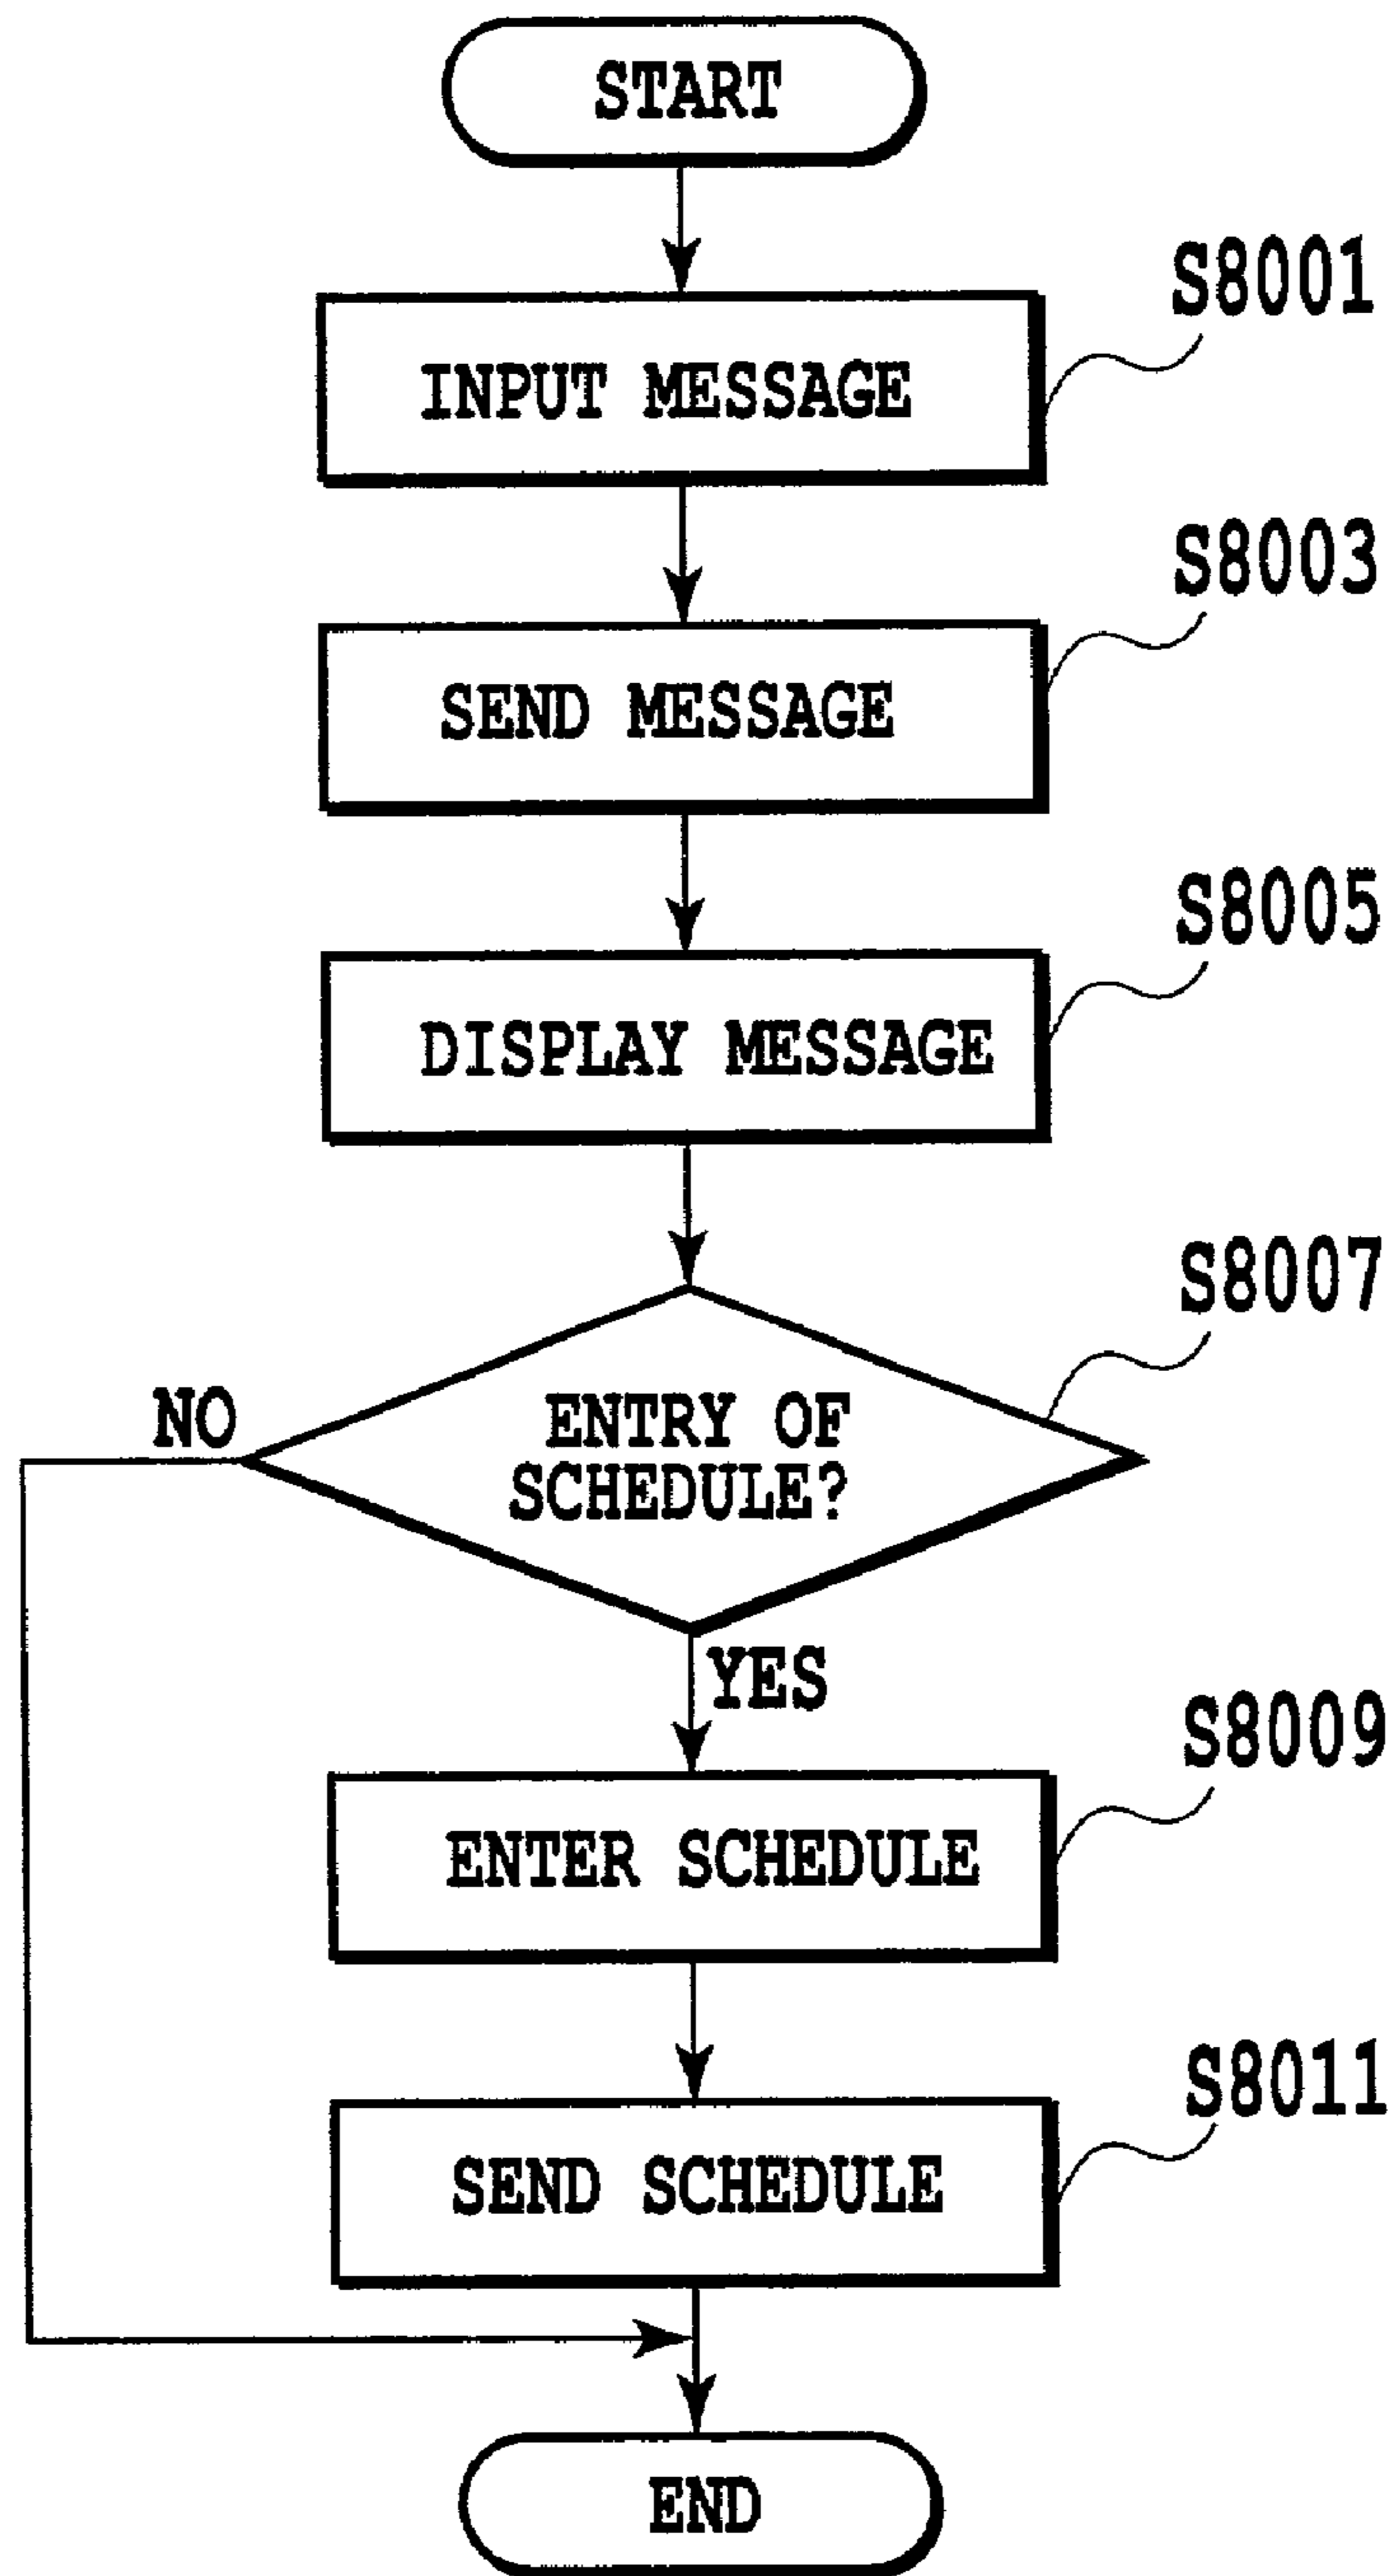 START
S8001
INPUT MESSAGE
S8003
SEND MESSAGE
S8005
DISPLAY MESSAGE
S8007
NO
ENTRY OF
SCHEDULE?
YES
S8009
ENTER SCHEDULE
S8011
SEND SCHEDULE
END